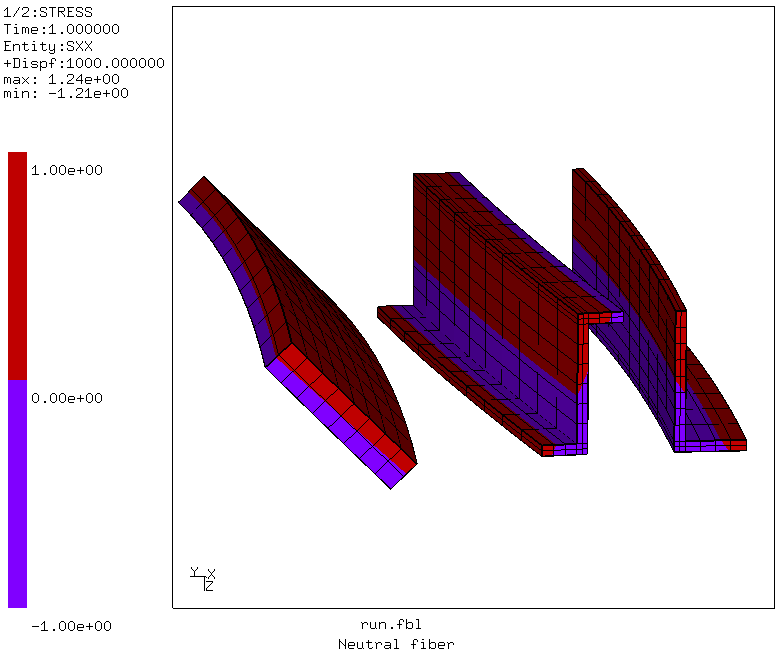 1/2:STRESS
Time:1.000000
Entity:SXX
+Dispf:1000.000000
max: 1.24e+00
min: -1.21e+00
1.00e+00
0.00e+00
-1.00e+00
Y X
Z
run.fbl
Neutral fiber